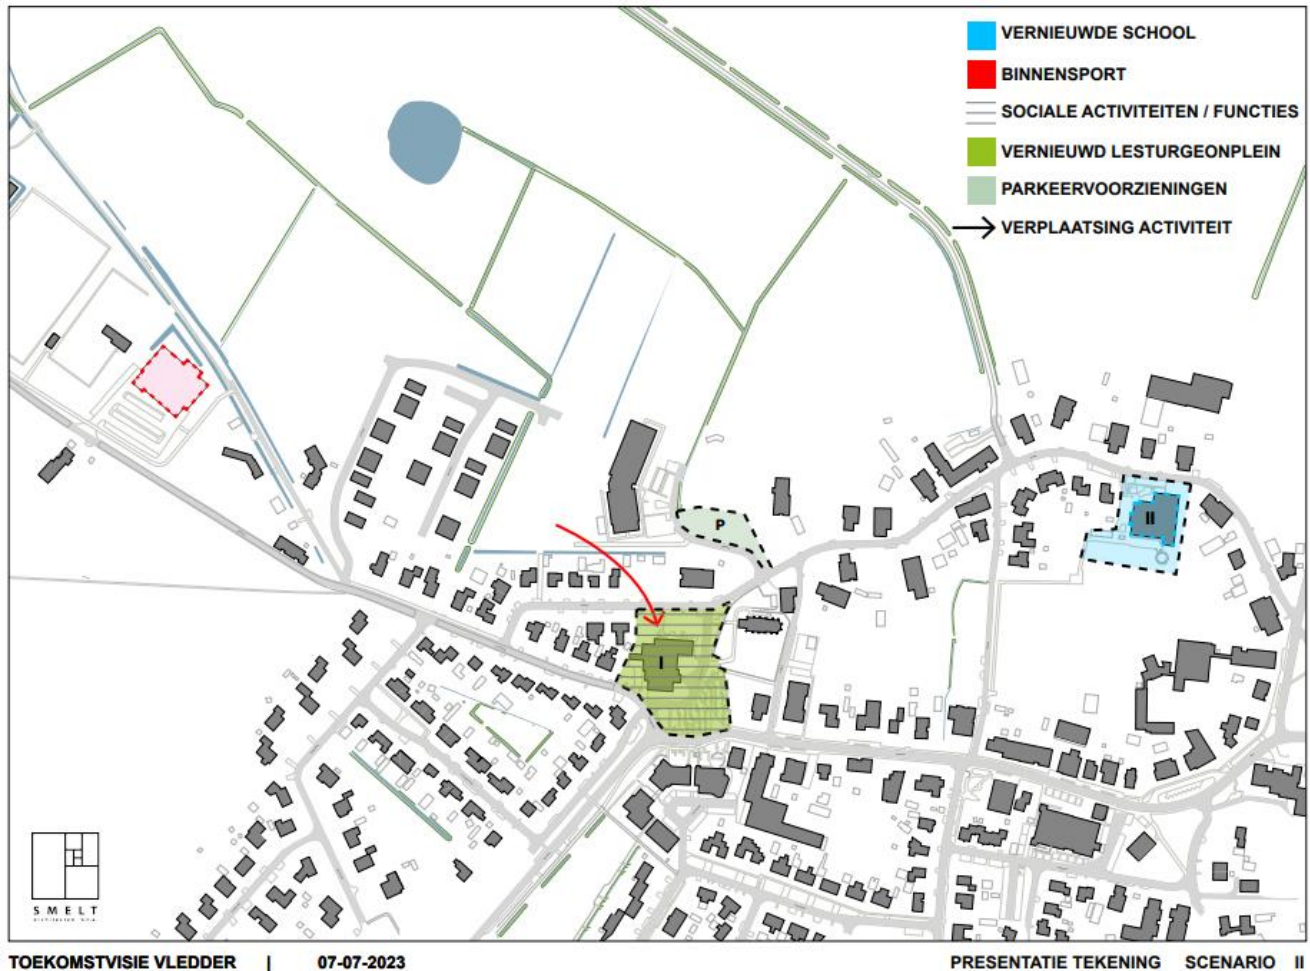 VERNIEUWDE SCHOOL
BINNENSPORT
SOCIALE ACTIVITEITEN / FUNCTIES
VERNIEUWD LESTURGEONPLEIN
PARKEERVOORZIENINGEN
VERPLAATSING ACTIVITEIT
II
P
I
SMELT
TOEKOMSTVISIE VLEDDER | 07-07-2023
PRESENTATIE TEKENING SCENARIO II